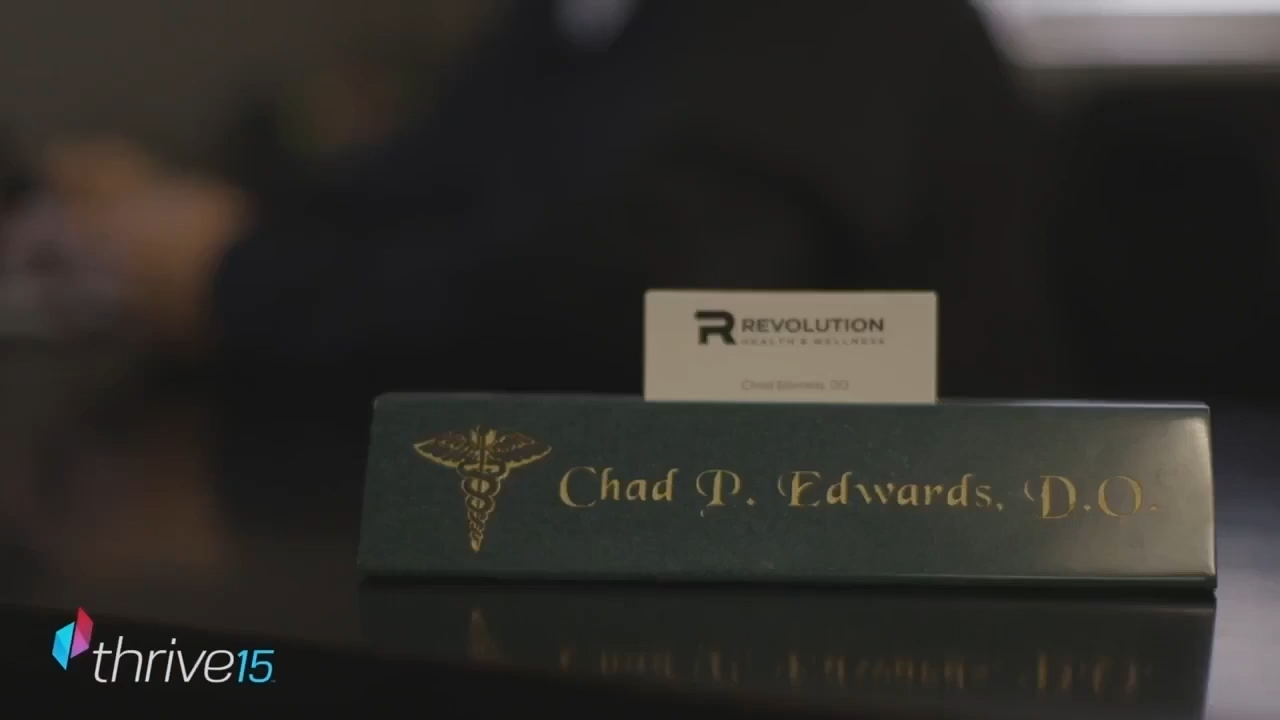 REVOLUTION
HEALTH & WELLNESS
Chad Edwards, DO
Chad P. Edwards, D.O.
thrive15